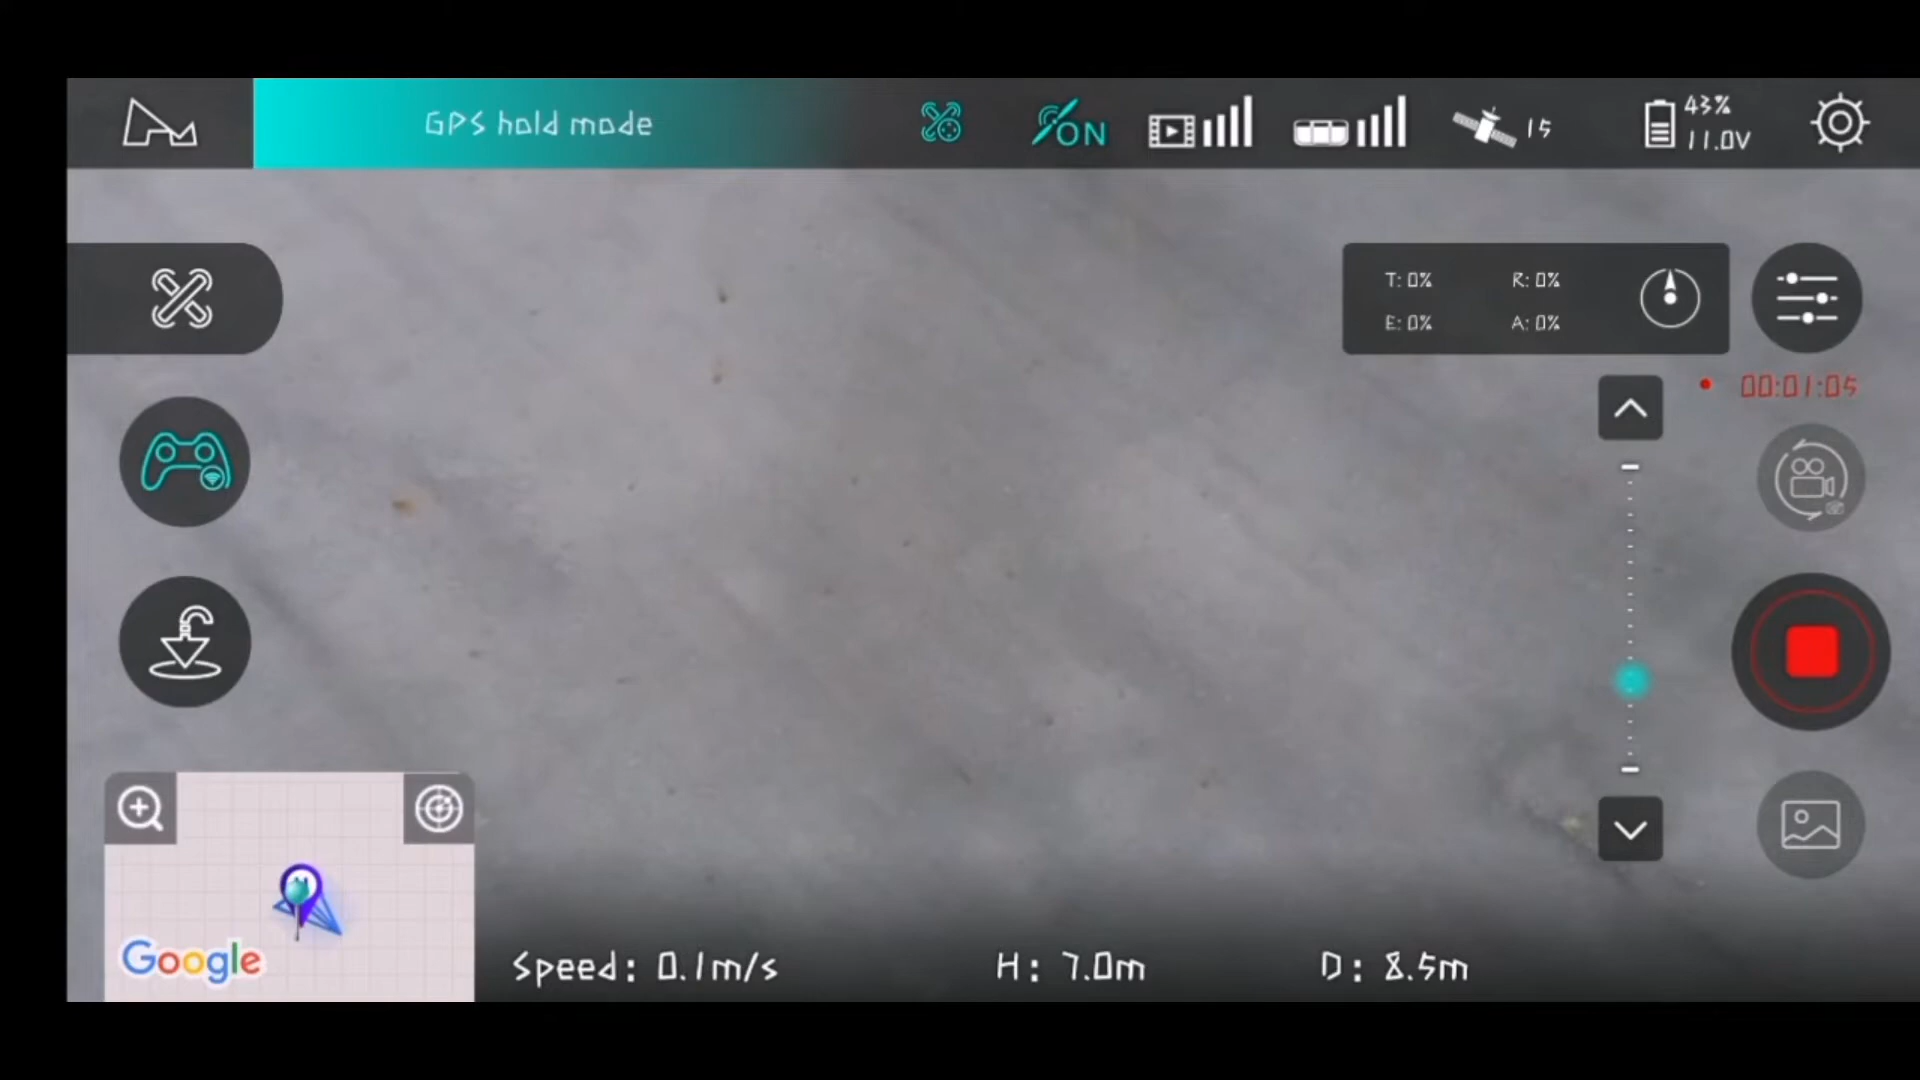 GPS hold mode
ON
15
43%
11.0V
T: 0%
R: 0%
E: 0%
A: 0%
00:01:05
Google
Speed: 0.1m/s
H: 7.0m
D: 8.5m